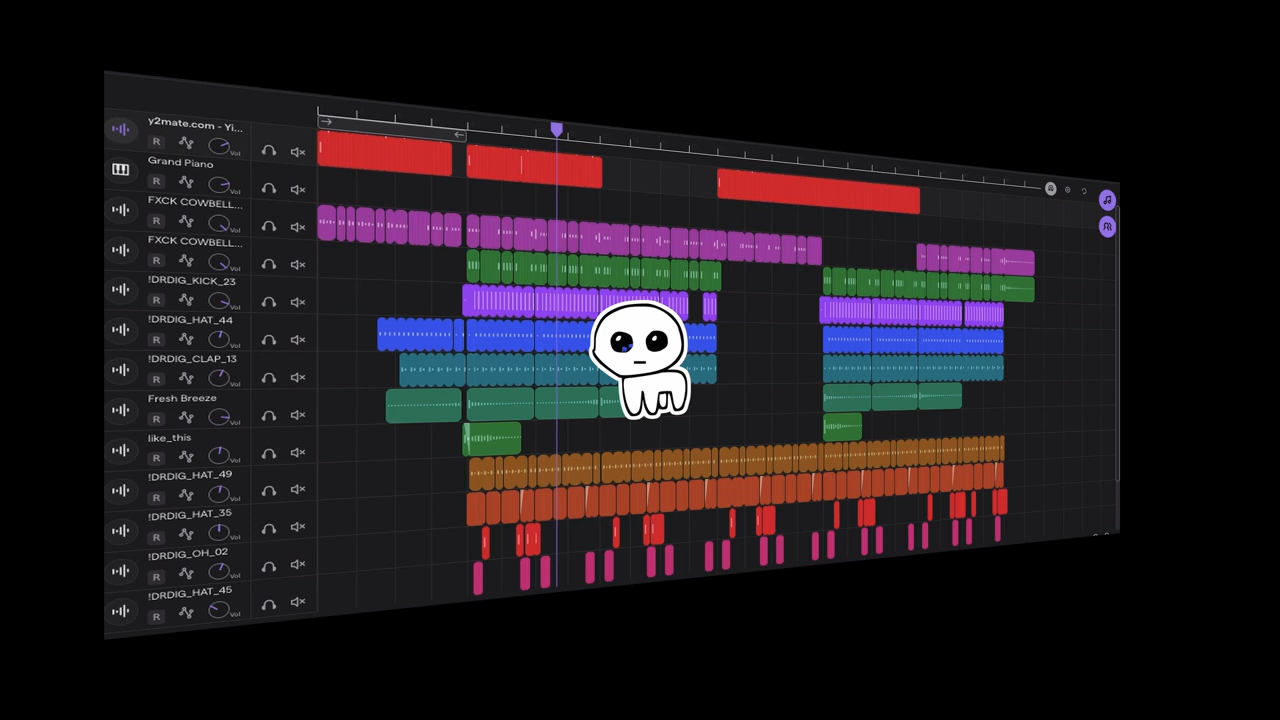 y2mate.com - Yi...
R
Vol
Grand Piano
R
Vol
FXCK COWBELL...
R
Vol
FXCK COWBELL...
R
Vol
!DRDIG_KICK_23
R
Vol
!DRDIG_HAT_44
R
Vol
!DRDIG_CLAP_13
R
Vol
Fresh Breeze
R
Vol
like_this
R
Vol
!DRDIG_HAT_49
R
Vol
!DRDIG_HAT_35
R
Vol
!DRDIG_OH_02
R
Vol
!DRDIG_HAT_45
R
Vol